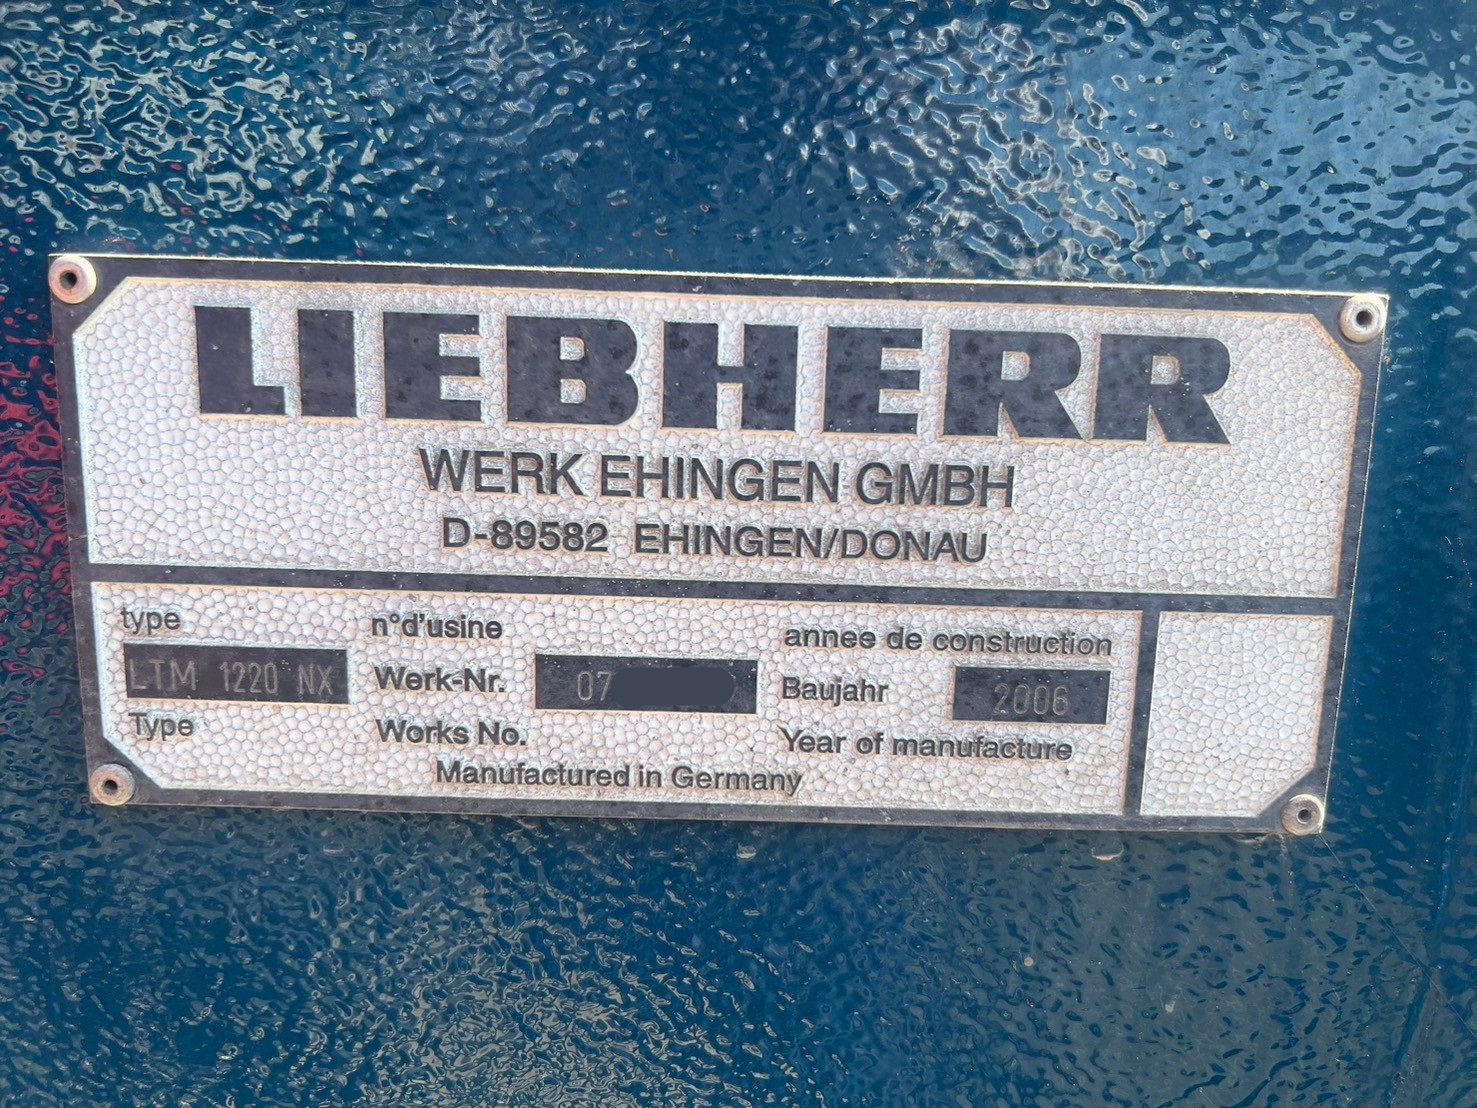 LIEBHERR
WERK EHINGEN GMBH
D-89582 EHINGEN/DONAU
type
LTM 1220 NX
Type
n°d'usine
Werk-Nr. 07
Works No.
annee de construction
Baujahr 2006
Year of manufacture
Manufactured in Germany